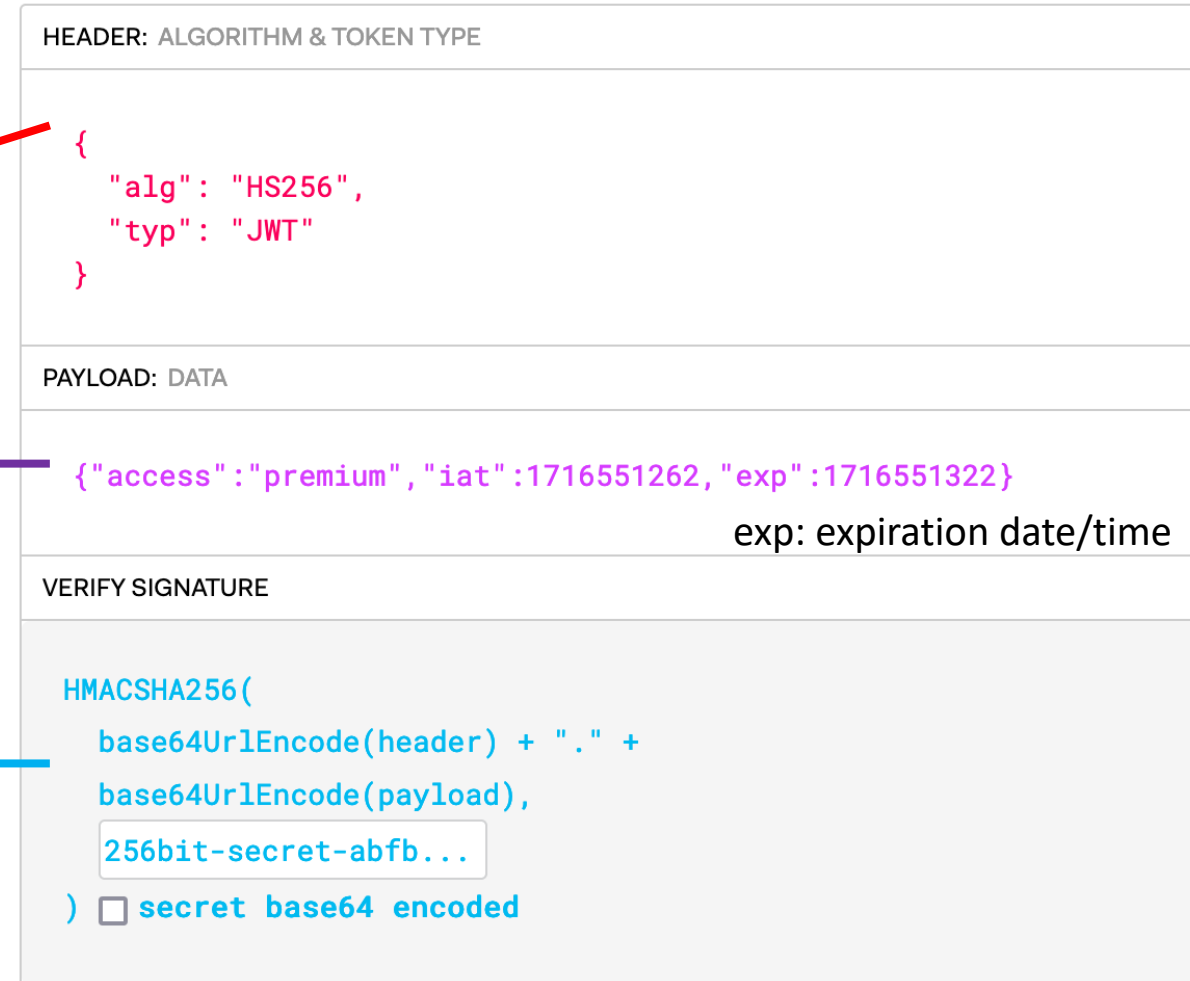 HEADER: ALGORITHM & TOKEN TYPE
{
"alg": "HS256",
"typ": "JWT"
}
PAYLOAD: DATA
{"access":"premium","iat":1716551262,"exp":1716551322}
exp: expiration date/time
VERIFY SIGNATURE
HMACSHA256(
base64UrlEncode(header) + "." +
base64UrlEncode(payload),
256bit-secret-abfb...
) secret base64 encoded